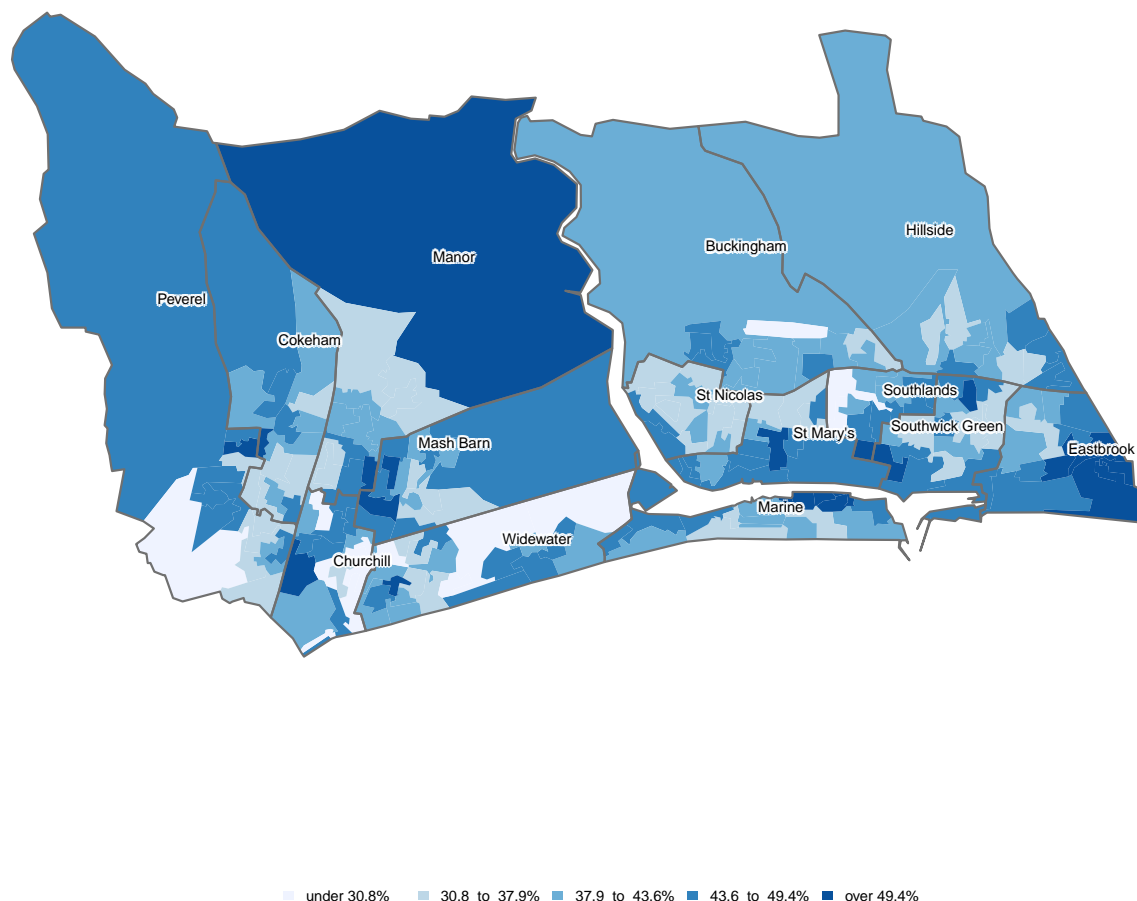 Hillside
Buckingham
Manor
Peverel
Cokeham
Southlands
St Nicolas
Southwick Green
St Mary's
Mash Barn
Eastbrook
Marine
Widewater
Churchill
under 30.8% 30.8 to 37.9% 37.9 to 43.6% 43.6 to 49.4% over 49.4%